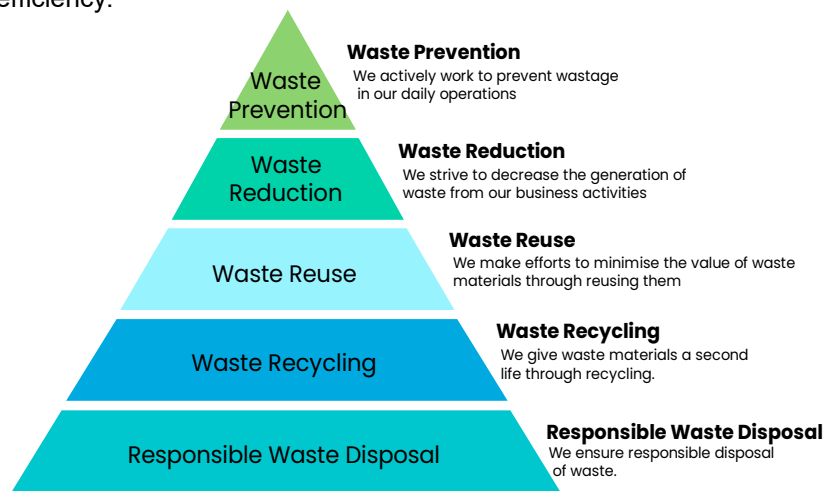 efficiency.
Waste
Prevention
Waste Prevention
We actively work to prevent wastage
in our daily operations
Waste
Reduction
Waste Reduction
We strive to decrease the generation of
waste from our business activities
Waste Reuse
Waste Reuse
We make efforts to minimise the value of waste
materials through reusing them
Waste Recycling
Waste Recycling
We give waste materials a second
life through recycling.
Responsible Waste Disposal
Responsible Waste Disposal
We ensure responsible disposal
of waste.